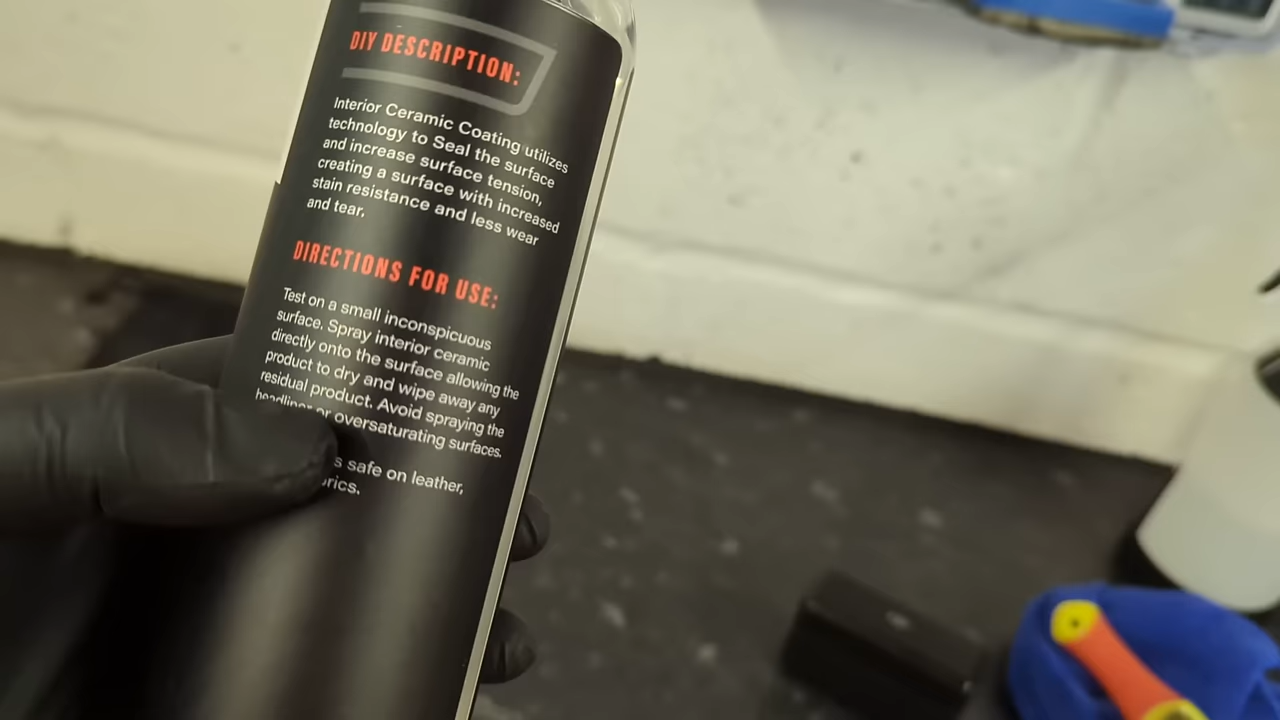 DIY DESCRIPTION:
Interior Ceramic Coating utilizes
technology to Seal the surface
and increase surface tension,
creating a surface with increased
stain resistance and less wear
and tear.
DIRECTIONS FOR USE:
Test on a small inconspicuous
surface. Spray interior ceramic
directly onto the surface allowing the
product to dry and wipe away any
residual product. Avoid spraying the
headliner or oversaturating surfaces.
safe on leather,